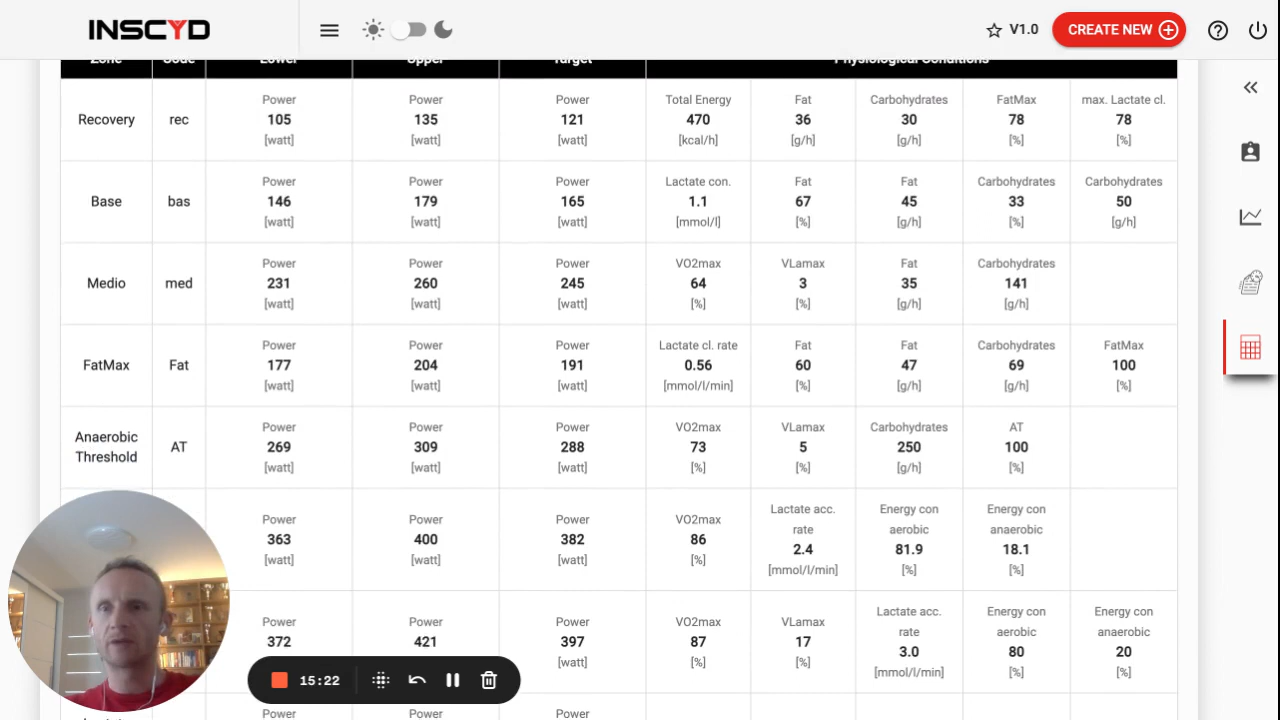 INSCYD
V1.0
CREATE NEW
Zone Code Lower Upper Target Physiological Conditions
Power Power Power Total Energy Fat Carbohydrates FatMax max. Lactate cl.
Recovery rec 105 135 121 470 36 30 78 78
[watt] [watt] [watt] [kcal/h] [g/h] [g/h] [%] [%]
Power Power Power Lactate con. Fat Fat Carbohydrates Carbohydrates
Base bas 146 179 165 1.1 67 45 33 50
[watt] [watt] [watt] [mmol/l] [%] [g/h] [%] [g/h]
Power Power Power VO2max VLamax Fat Carbohydrates
Medio med 231 260 245 64 3 35 141
[watt] [watt] [watt] [%] [%] [g/h] [g/h]
Power Power Power Lactate cl. rate Fat Fat Carbohydrates FatMax
FatMax Fat 177 204 191 0.56 60 47 69 100
[watt] [watt] [watt] [mmol/l/min] [%] [g/h] [g/h] [%]
Power Power Power VO2max VLamax Carbohydrates AT
Anaerobic Threshold AT 269 309 288 73 5 250 100
[watt] [watt] [watt] [%] [%] [g/h] [%]
Power Power Power VO2max Lactate acc. rate Energy con aerobic Energy con anaerobic
363 400 382 86 2.4 81.9 18.1
[watt] [watt] [watt] [%] [mmol/l/min] [%] [%]
Power Power Power VO2max VLamax Lactate acc. rate Energy con aerobic Energy con anaerobic
372 421 397 87 17 3.0 80 20
[watt] [%] [%] [mmol/l/min] [%] [%]
15:22
Power Power Power